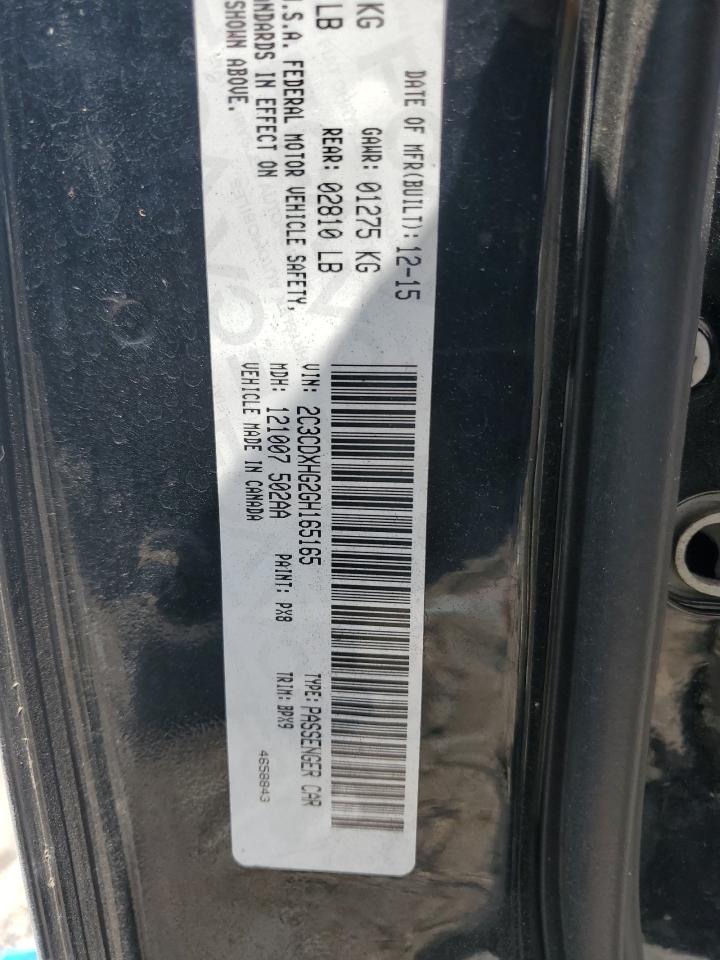 DATE OF MFR(BUILT): 12-15
KG GAWR: 01275 KG
LB REAR: 02810 LB
U.S.A. FEDERAL MOTOR VEHICLE SAFETY,
STANDARDS IN EFFECT ON
SHOWN ABOVE.
VIN: 2C3CDXHG2GH165165 TYPE: PASSENGER CAR
MDH: 121007 502AA PAINT: PX8 TRIM: BPX9
VEHICLE MADE IN CANADA 4658843